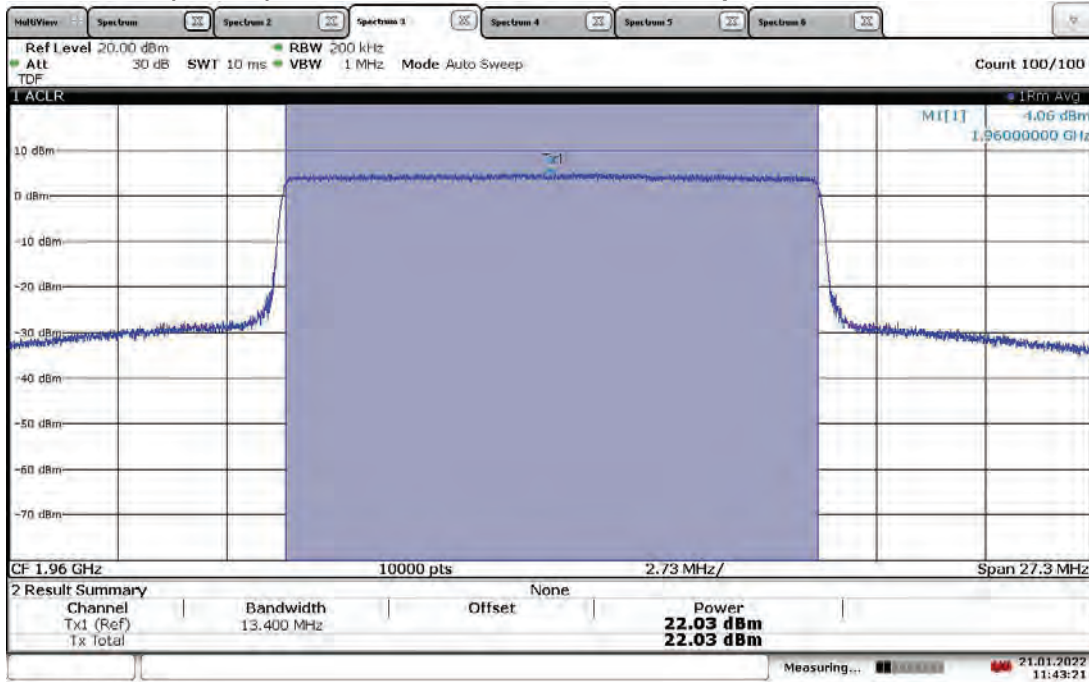 MultiView Spectrum Spectrum 2 Spectrum 3 Spectrum 4 Spectrum 5 Spectrum 6
Ref Level 20.00 dBm RBW 200 kHz
Att 30 dB SWT 10 ms VBW 1 MHz Mode Auto Sweep Count 100/100
TDF
1 ACLR 1Rm Avg
M1[1] 4.06 dBm
1.96000000 GHz
10 dBm
Tx1
0 dBm
-10 dBm
-20 dBm
-30 dBm
-40 dBm
-50 dBm
-60 dBm
-70 dBm
CF 1.96 GHz 10000 pts 2.73 MHz/ Span 27.3 MHz
2 Result Summary None
Channel Bandwidth Offset Power
Tx1 (Ref) 13.400 MHz 22.03 dBm
Tx Total 22.03 dBm
Measuring... 21.01.2022
11:43:21